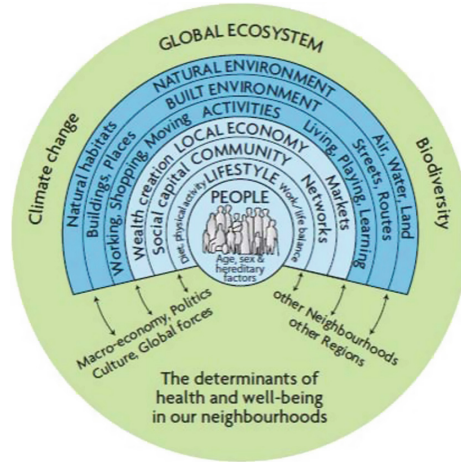 GLOBAL ECOSYSTEM
Climate change
Biodiversity
NATURAL ENVIRONMENT
Natural habitats
Air, Water, Land
BUILT ENVIRONMENT
Buildings, Places
Streets, Routes
ACTIVITIES
Working, Shopping, Moving
Living, Playing, Learning
LOCAL ECONOMY
Wealth creation
Markets
COMMUNITY
Social capital
Networks
LIFESTYLE
Diet, physical activity
Work/life balance
PEOPLE
Age, sex &
hereditary
factors
Macro-economy, Politics
Culture, Global forces
other Neighbourhoods
other Regions
The determinants of
health and well-being
in our neighbourhoods